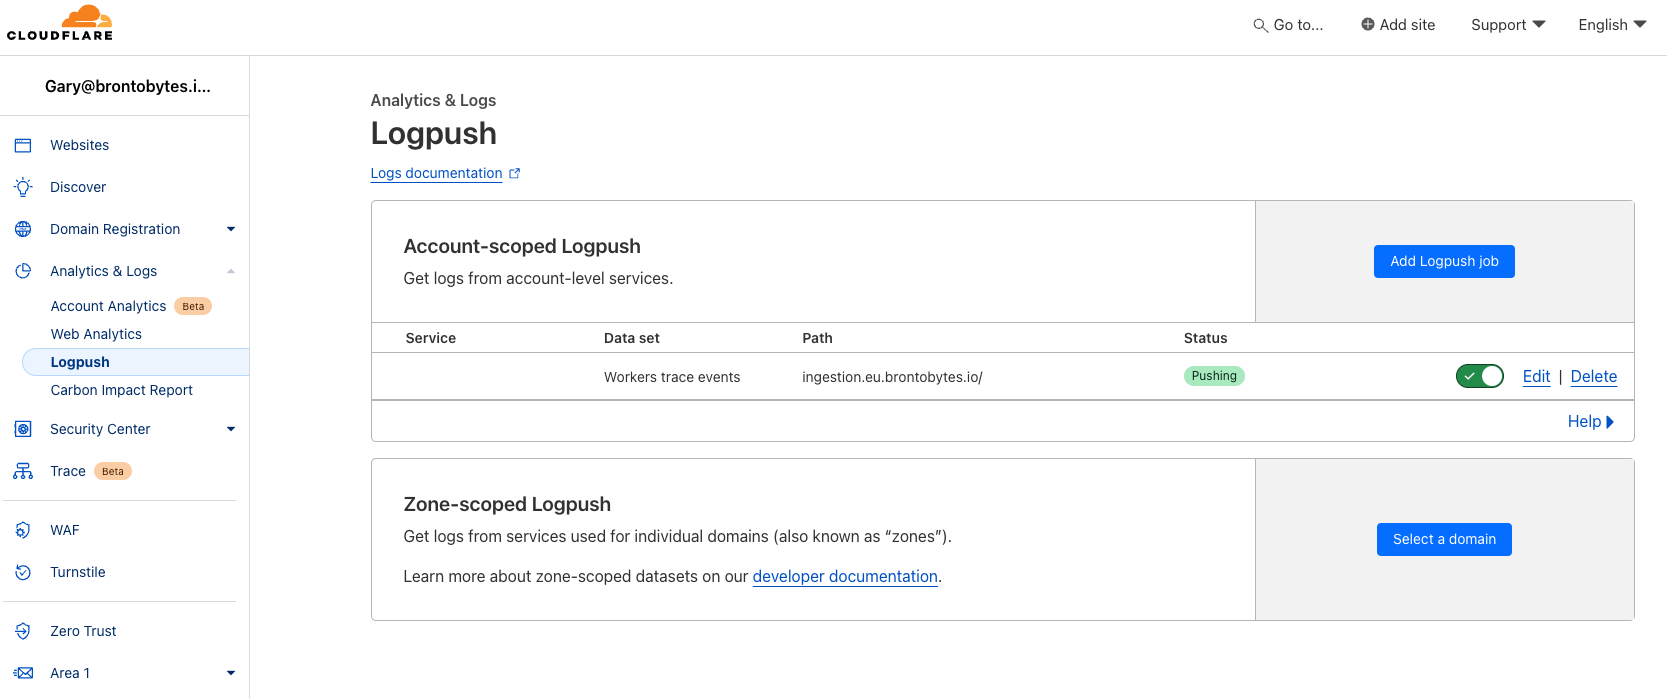 CLOUDFLARE
Go to...
Add site
Support
English
Gary@brontobytes.i...
Websites
Discover
Domain Registration
Analytics & Logs
Account Analytics Beta
Web Analytics
Logpush
Carbon Impact Report
Security Center
Trace Beta
WAF
Turnstile
Zero Trust
Area 1
Analytics & Logs
Logpush
Logs documentation
Account-scoped Logpush
Get logs from account-level services.
Add Logpush job
Service Data set Path Status
Workers trace events ingestion.eu.brontobytes.io/ Pushing Edit | Delete
Help
Zone-scoped Logpush
Get logs from services used for individual domains (also known as “zones”).
Learn more about zone-scoped datasets on our developer documentation.
Select a domain